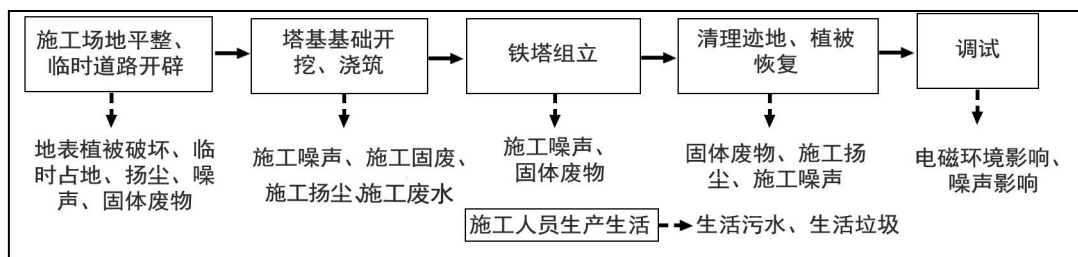 施工场地平整、
临时道路开辟
塔基基础开
挖、浇筑
铁塔组立
清理迹地、植被
恢复
调试
地表植被破坏、临
时占地、扬尘、噪
声、固体废物
施工噪声、施工固废、
施工扬尘、施工废水
施工噪声、
固体废物
固体废物、施工扬
尘、施工噪声
电磁环境影响、
噪声影响
施工人员生产生活
生活污水、生活垃圾